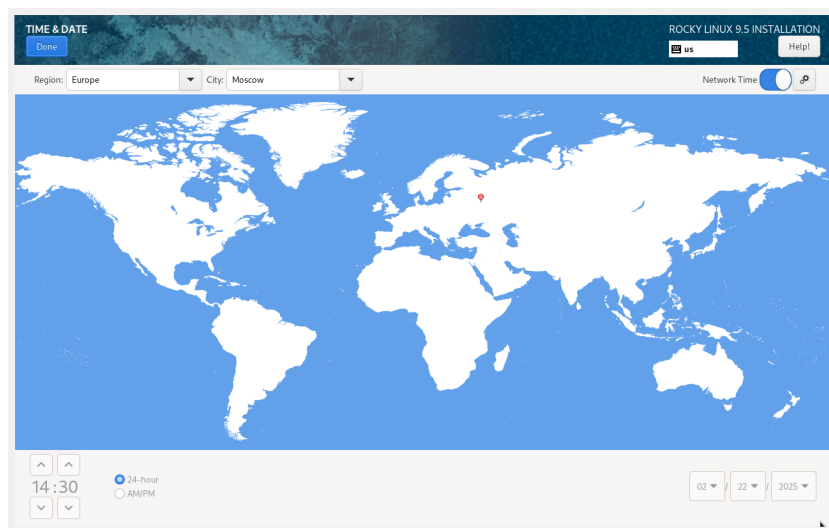 TIME & DATE
ROCKY LINUX 9.5 INSTALLATION
Done
us
Help!
Region: Europe City: Moscow Network Time
14:30
24-hour
AM/PM
02 / 22 / 2025